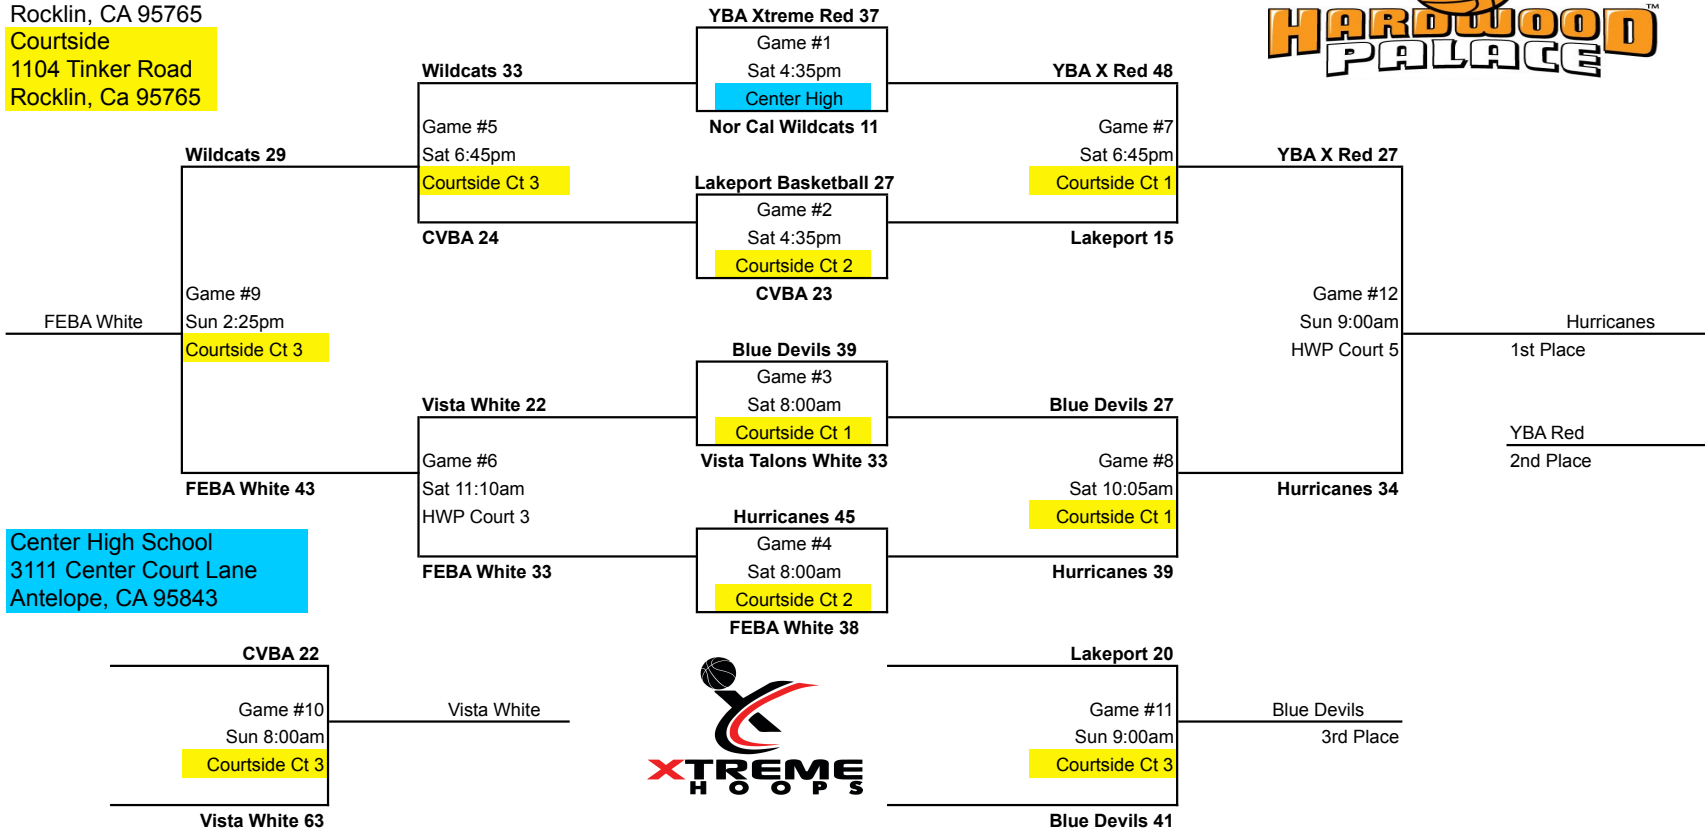 Rocklin, CA 95765
Courtside
1104 Tinker Road
Rocklin, Ca 95765
HARDWOOD
PALACE
TM
YBA Xtreme Red 37
Game #1
Sat 4:35pm
Center High
Nor Cal Wildcats 11
Wildcats 33
Game #5
Sat 6:45pm
Courtside Ct 3
CVBA 24
YBA X Red 48
Game #7
Sat 6:45pm
Courtside Ct 1
Lakeport 15
Wildcats 29
YBA X Red 27
Lakeport Basketball 27
Game #2
Sat 4:35pm
Courtside Ct 2
CVBA 23
Game #9
Sun 2:25pm
Courtside Ct 3
FEBA White
Game #12
Sun 9:00am
HWP Court 5
Hurricanes
1st Place
Blue Devils 39
Game #3
Sat 8:00am
Courtside Ct 1
Vista Talons White 33
Vista White 22
Game #6
Sat 11:10am
HWP Court 3
FEBA White 33
Blue Devils 27
Game #8
Sat 10:05am
Courtside Ct 1
Hurricanes 39
YBA Red
2nd Place
FEBA White 43
Hurricanes 34
Hurricanes 45
Game #4
Sat 8:00am
Courtside Ct 2
FEBA White 38
Center High School
3111 Center Court Lane
Antelope, CA 95843
CVBA 22
Game #10
Sun 8:00am
Courtside Ct 3
Vista White 63
Vista White
XTREME
HOOPS
Lakeport 20
Game #11
Sun 9:00am
Courtside Ct 3
Blue Devils 41
Blue Devils
3rd Place